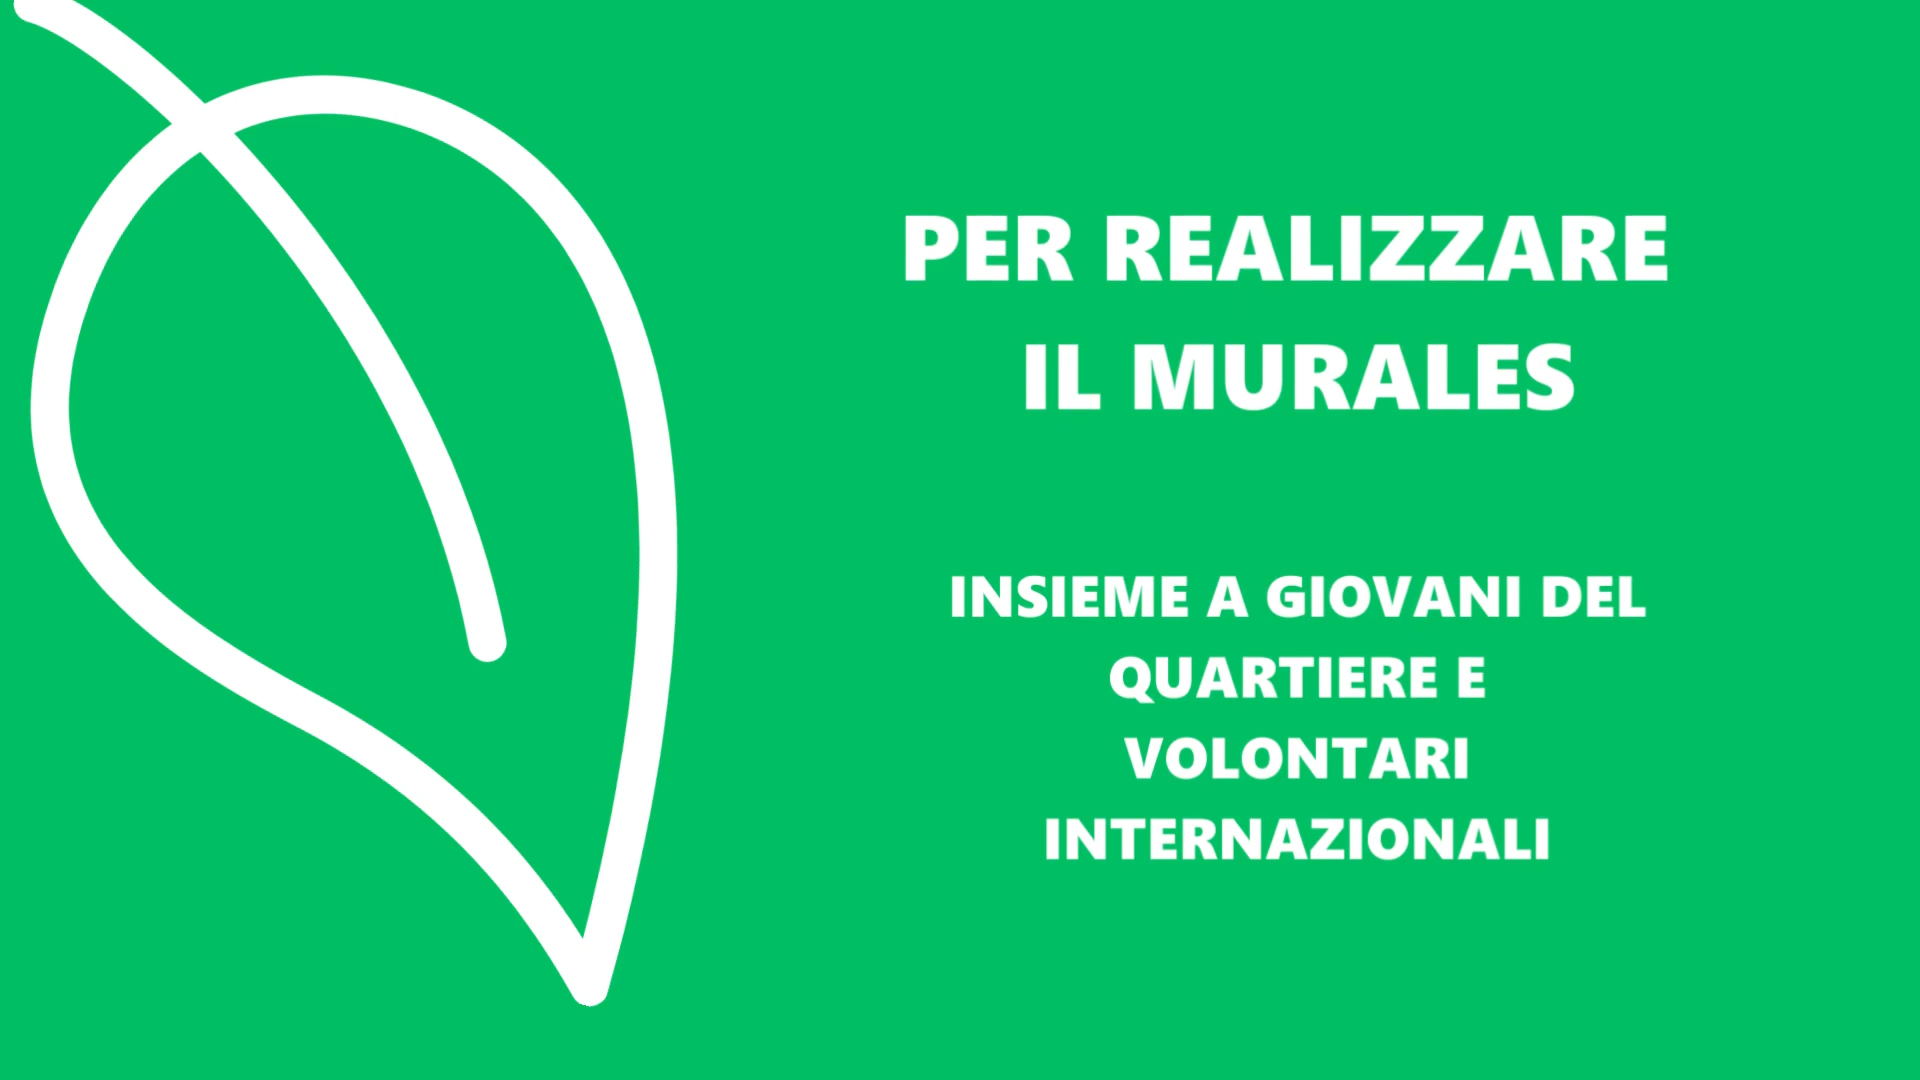 PER REALIZZARE
IL MURALES
INSIEME A GIOVANI DEL
QUARTIERE E
VOLONTARI
INTERNAZIONALI